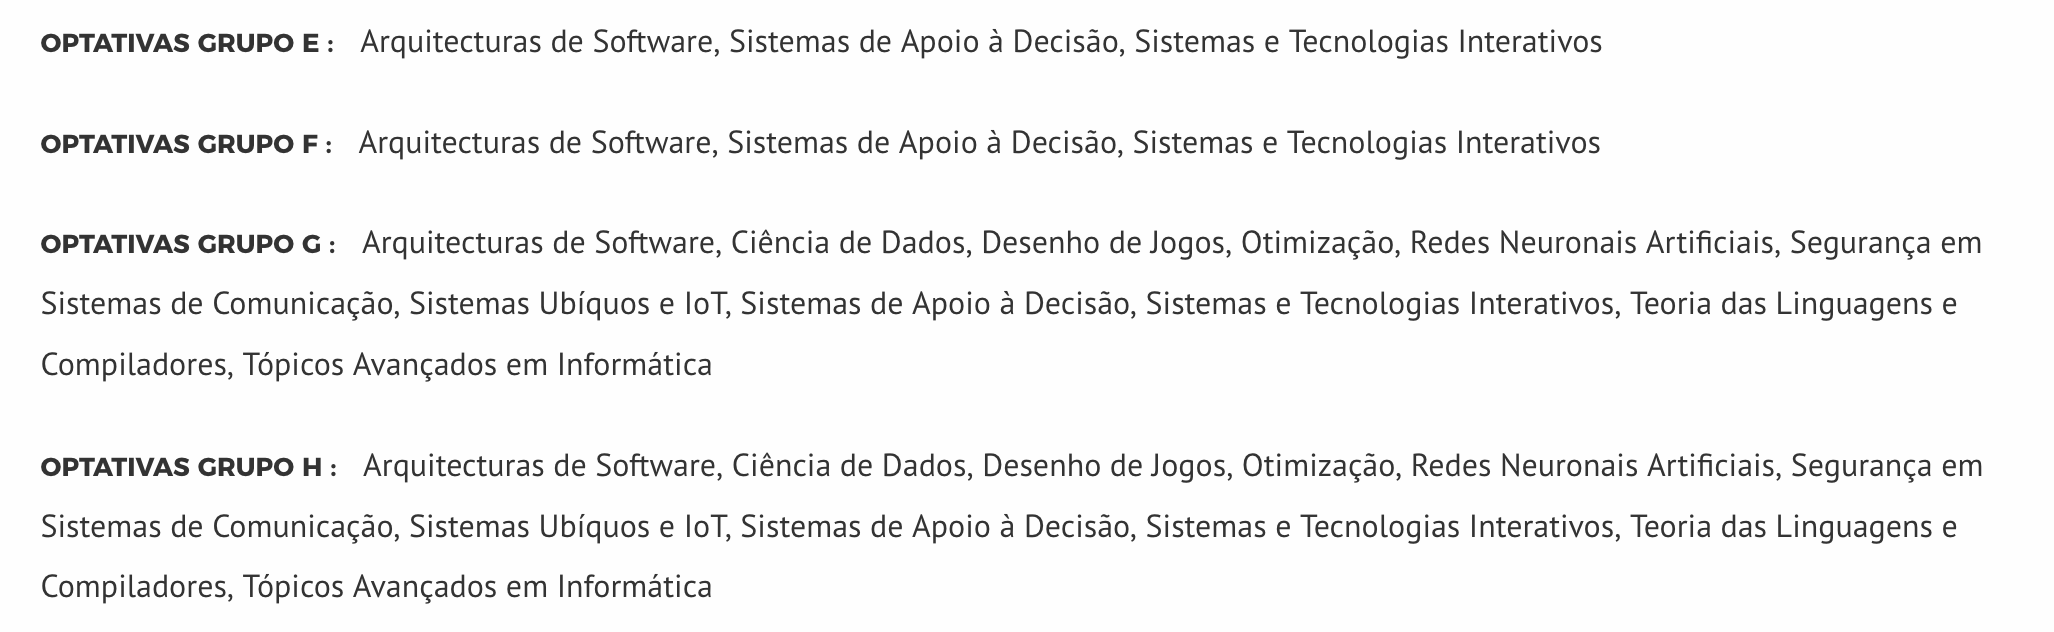 OPTATIVAS GRUPO E : Arquitecturas de Software, Sistemas de Apoio à Decisão, Sistemas e Tecnologias Interativos
OPTATIVAS GRUPO F : Arquitecturas de Software, Sistemas de Apoio à Decisão, Sistemas e Tecnologias Interativos
OPTATIVAS GRUPO G : Arquitecturas de Software, Ciência de Dados, Desenho de Jogos, Otimização, Redes Neuronais Artificiais, Segurança em
Sistemas de Comunicação, Sistemas Ubíquos e IoT, Sistemas de Apoio à Decisão, Sistemas e Tecnologias Interativos, Teoria das Linguagens e
Compiladores, Tópicos Avançados em Informática
OPTATIVAS GRUPO H : Arquitecturas de Software, Ciência de Dados, Desenho de Jogos, Otimização, Redes Neuronais Artificiais, Segurança em
Sistemas de Comunicação, Sistemas Ubíquos e IoT, Sistemas de Apoio à Decisão, Sistemas e Tecnologias Interativos, Teoria das Linguagens e
Compiladores, Tópicos Avançados em Informática